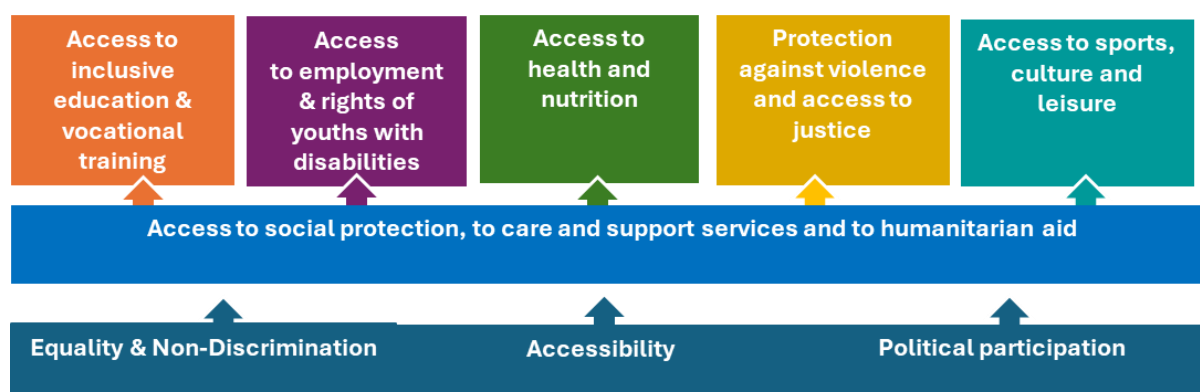 Access to
inclusive
education &
vocational
training
Access
to employment
& rights of
youths with
disabilities
Access to
health and
nutrition
Protection
against violence
and access to
justice
Access to sports,
culture and
leisure
Access to social protection, to care and support services and to humanitarian aid
Equality & Non-Discrimination
Accessibility
Political participation